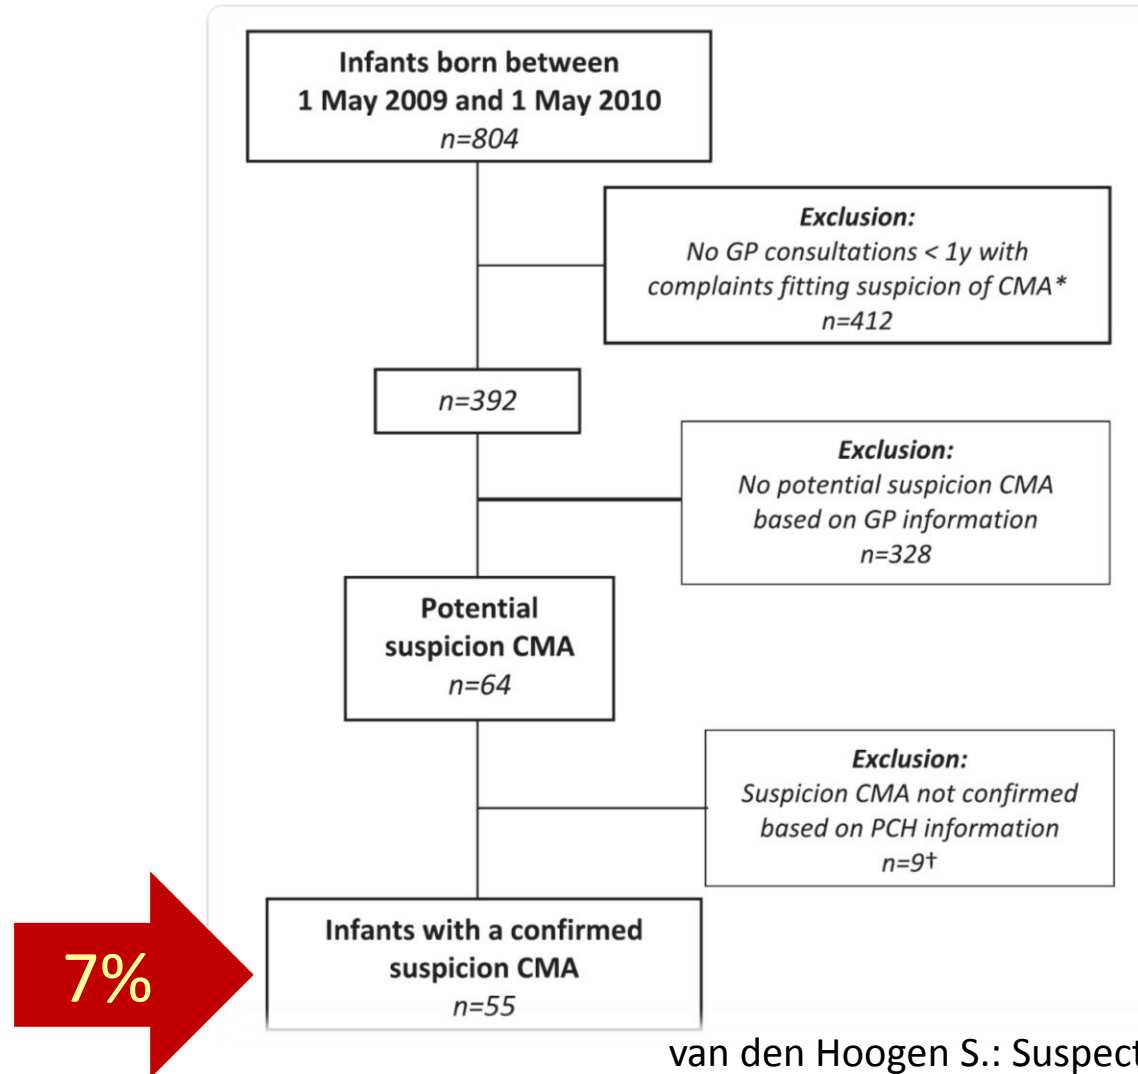 Infants born between
1 May 2009 and 1 May 2010
n=804
Exclusion:
No GP consultations < 1y with
complaints fitting suspicion of CMA*
n=412
n=392
Exclusion:
No potential suspicion CMA
based on GP information
n=328
Potential
suspicion CMA
n=64
Exclusion:
Suspicion CMA not confirmed
based on PCH information
n=9†
Infants with a confirmed
suspicion CMA
n=55
7%
van den Hoogen S.: Suspect